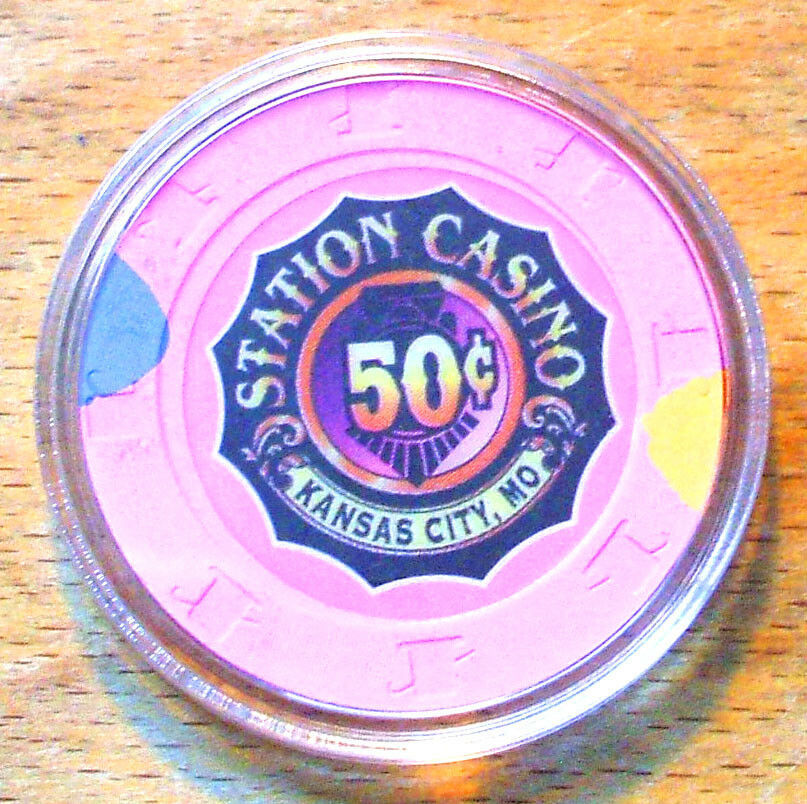 STATION CASINO
50¢
KANSAS CITY, MO